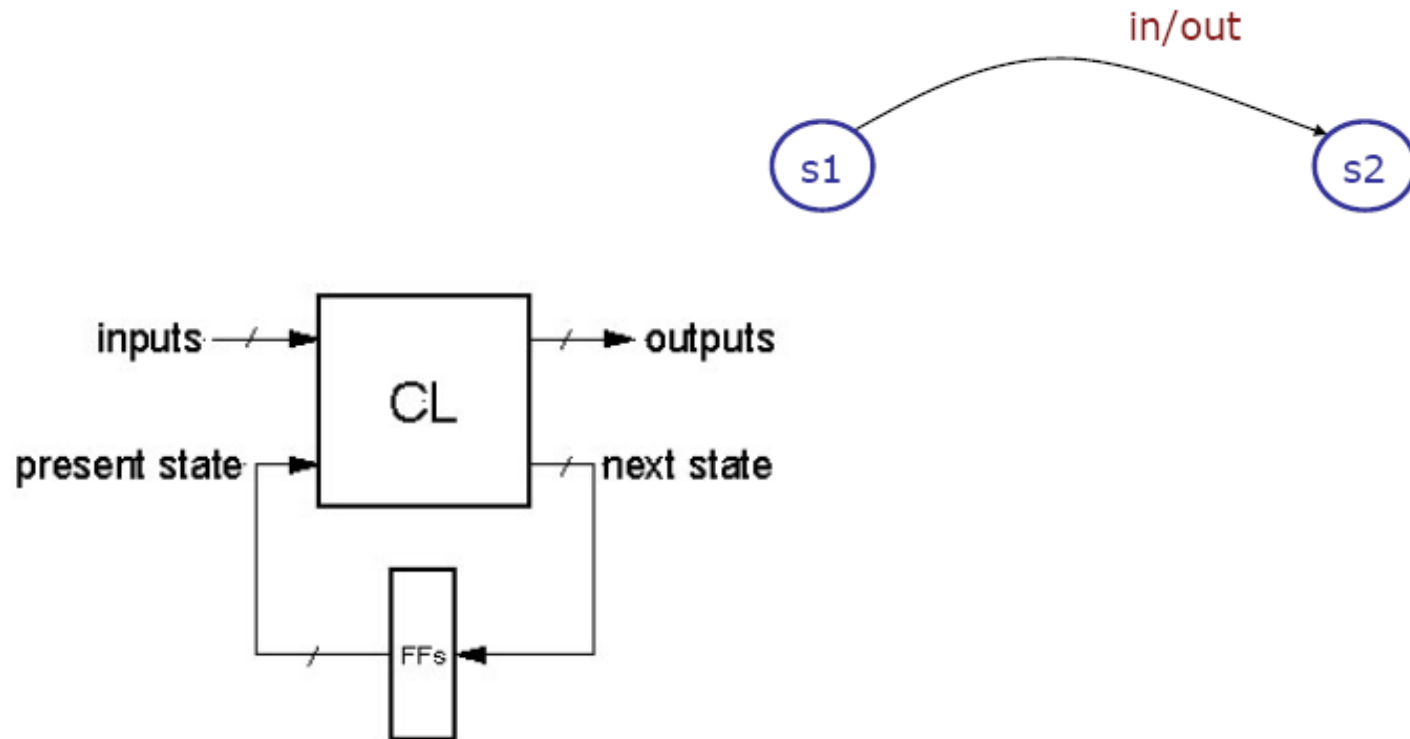 in/out
s1
s2
inputs
outputs
CL
present state
next state
FFs